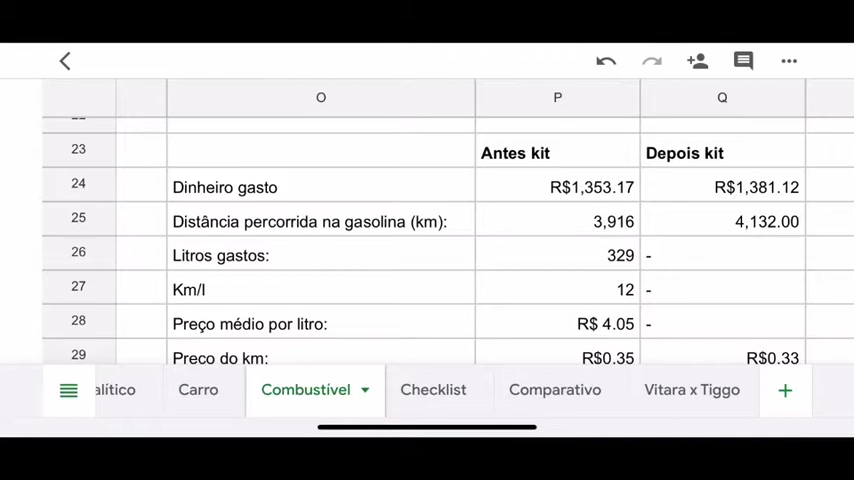 O P Q
23 Antes kit Depois kit
24 Dinheiro gasto R$1,353.17 R$1,381.12
25 Distância percorrida na gasolina (km): 3,916 4,132.00
26 Litros gastos: 329 -
27 Km/l 12 -
28 Preço médio por litro: R$ 4.05 -
29 Preço do km: R$0.35 R$0.33
alítico Carro Combustível Checklist Comparativo Vitara x Tiggo +